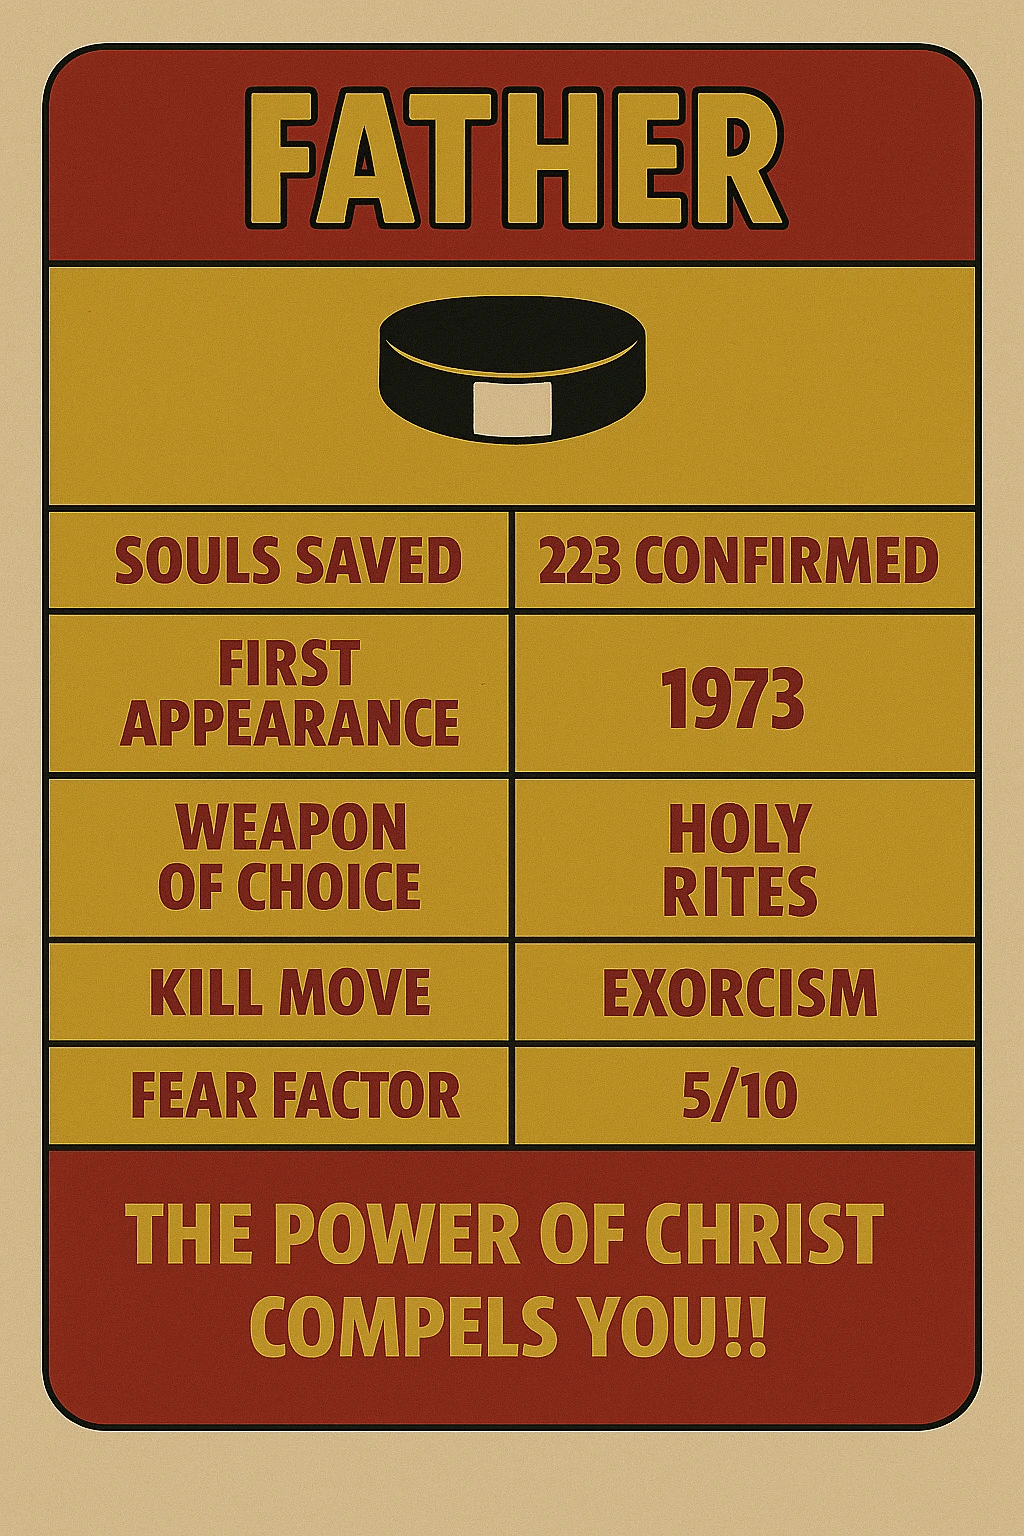 FATHER
SOULS SAVED
223 CONFIRMED
FIRST
APPEARANCE
1973
WEAPON
OF CHOICE
HOLY
RITES
KILL MOVE
EXORCISM
FEAR FACTOR
5/10
THE POWER OF CHRIST
COMPELS YOU!!